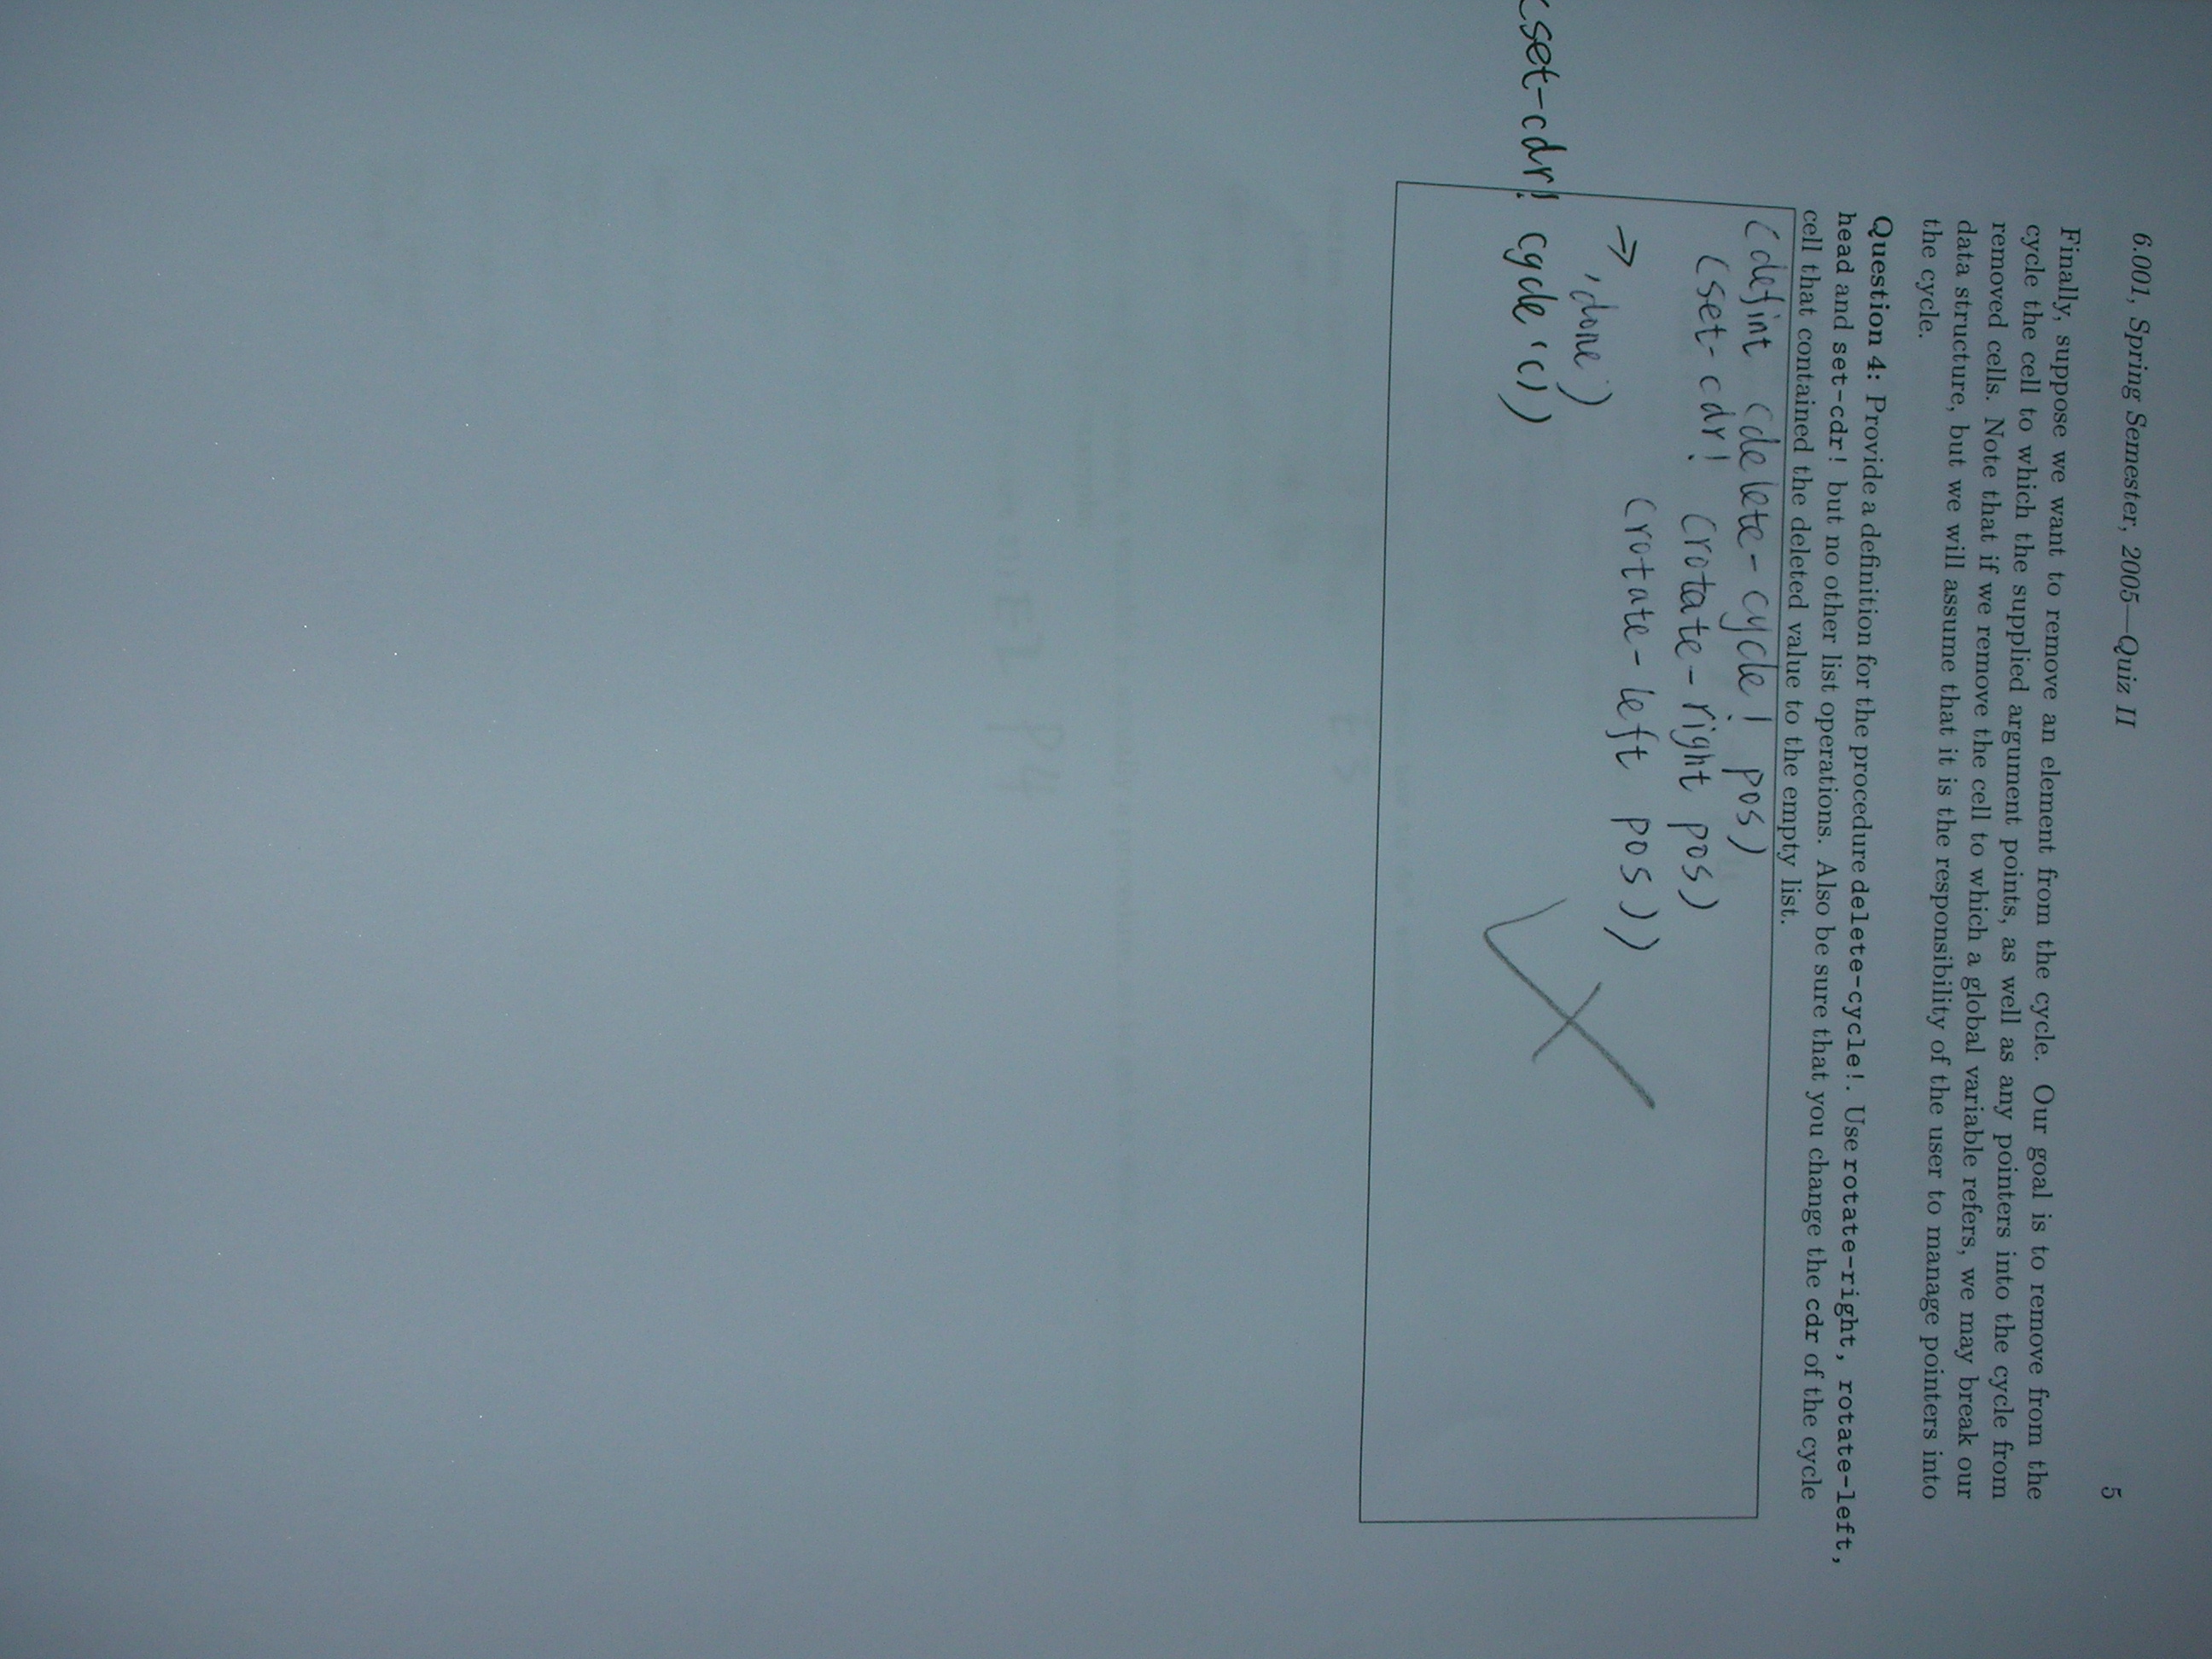 6.001, Spring Semester, 2005—Quiz II 5
Finally, suppose we want to remove an element from the cycle. Our goal is to remove from the
cycle the cell to which the supplied argument points, as well as any pointers into the cycle from
removed cells. Note that if we remove the cell to which a global variable refers, we may break our
data structure, but we will assume that it is the responsibility of the user to manage pointers into
the cycle.
Question 4: Provide a definition for the procedure delete-cycle!. Use rotate-right, rotate-left,
head and set-cdr! but no other list operations. Also be sure that you change the cdr of the cycle
cell that contained the deleted value to the empty list.
(defint (delete-cycle! pos)
(set-cdr! (rotate-right pos)
(rotate-left pos))
→
'done)
(set-cdr! cycle '())